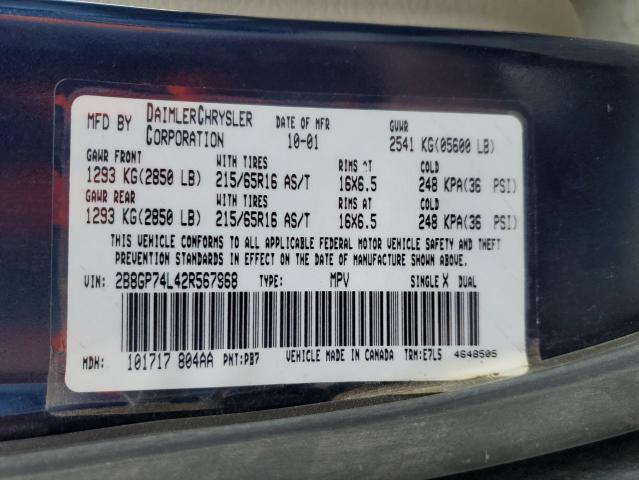 MFD BY DAIMLERCHRYSLER CORPORATION DATE OF MFR 10-01 GVWR 2541 KG(05600 LB)
GAWR FRONT WITH TIRES RIMS AT COLD
1293 KG(2850 LB) 215/65R16 AS/T 16X6.5 248 KPA(36 PSI)
GAWR REAR WITH TIRES RIMS AT COLD
1293 KG(2850 LB) 215/65R16 AS/T 16X6.5 248 KPA(36 PSI)
THIS VEHICLE CONFORMS TO ALL APPLICABLE FEDERAL MOTOR VEHICLE SAFETY AND THEFT
PREVENTION STANDARDS IN EFFECT ON THE DATE OF MANUFACTURE SHOWN ABOVE.
VIN: 2B8GP74L42R567968 TYPE: MPV SINGLE X DUAL
MDH: 101717 804AA PNT:PB7 VEHICLE MADE IN CANADA TRM:E7L5 4648505